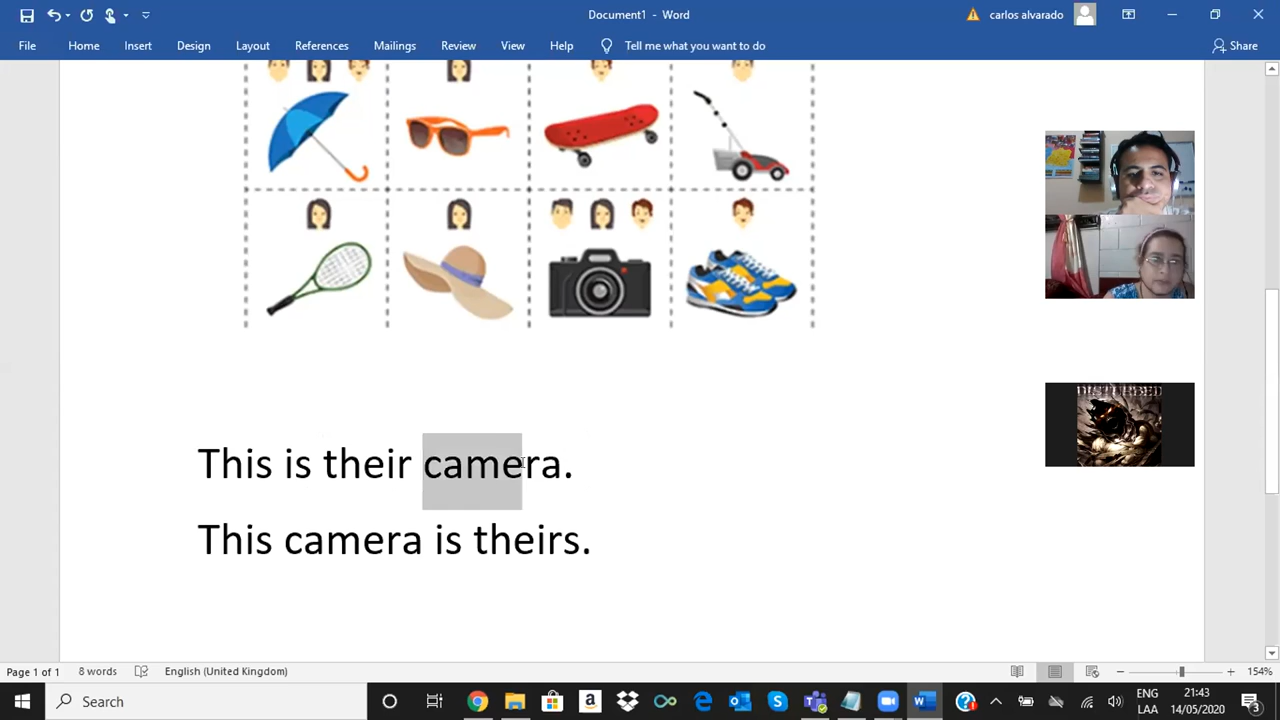 Document1 - Word
carlos alvarado
File Home Insert Design Layout References Mailings Review View Help Tell me what you want to do Share
DISTURBED
This is their camera.
This camera is theirs.
Page 1 of 1 8 words English (United Kingdom) 154%
Search
ENG 21:43
LAA 14/05/2020
3